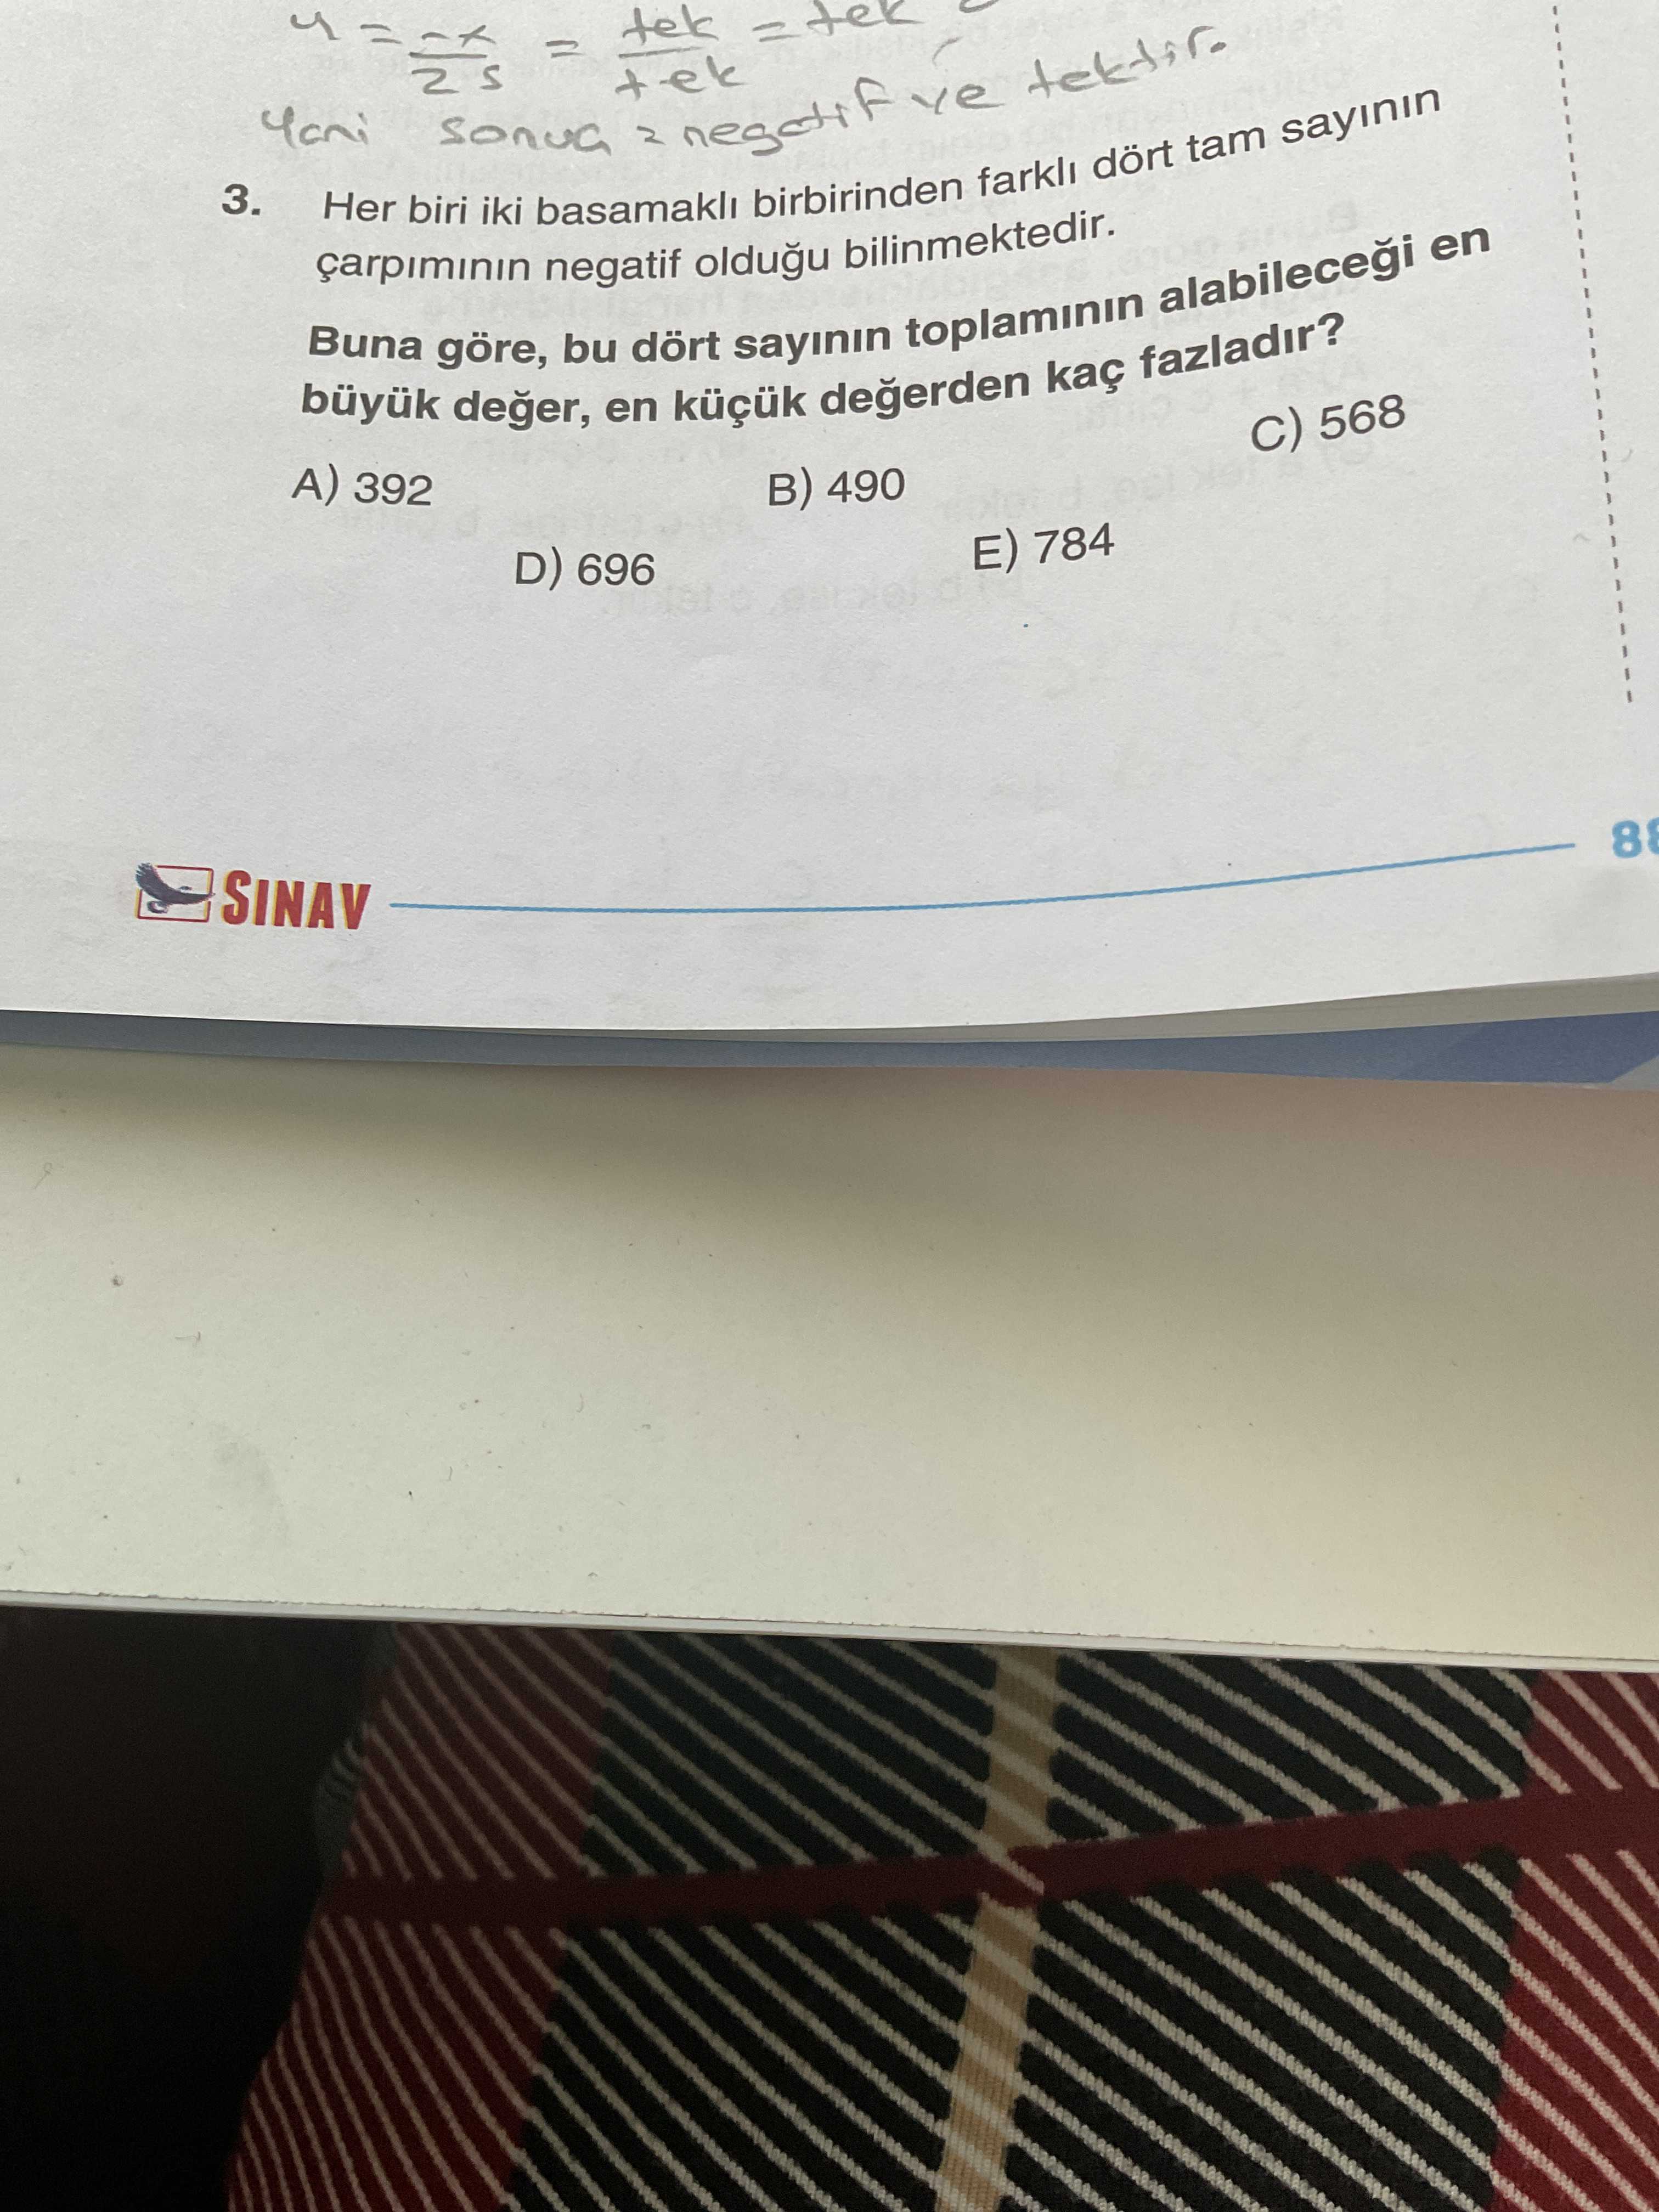 y = -x / 2s = tek / tek = tek
Yani sonuç = negatif ve tektir.
3. Her biri iki basamaklı birbirinden farklı dört tam sayının
çarpımının negatif olduğu bilinmektedir.
Buna göre, bu dört sayının toplamının alabileceği en
büyük değer, en küçük değerden kaç fazladır?
A) 392 B) 490 C) 568
D) 696 E) 784
SINAV